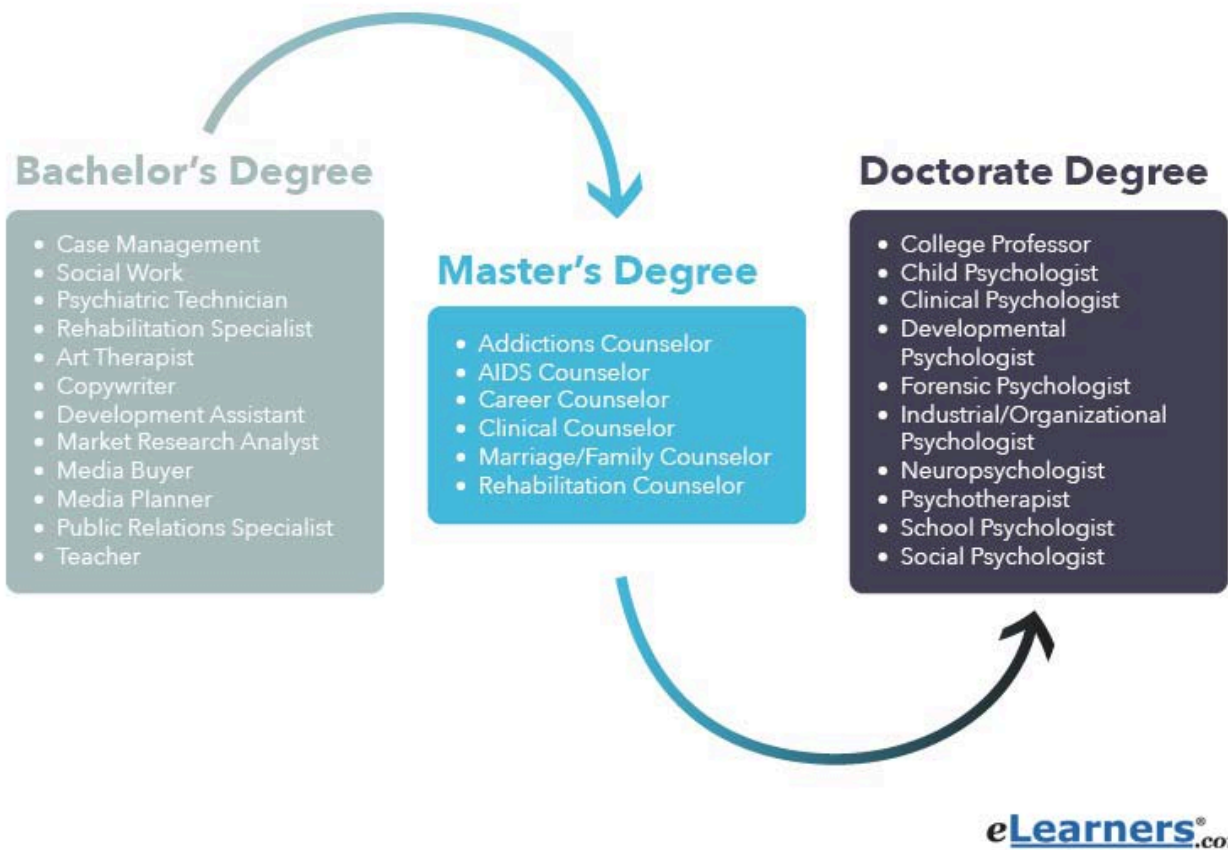 Bachelor's Degree
• Case Management
• Social Work
• Psychiatric Technician
• Rehabilitation Specialist
• Art Therapist
• Copywriter
• Development Assistant
• Market Research Analyst
• Media Buyer
• Media Planner
• Public Relations Specialist
• Teacher
Master's Degree
• Addictions Counselor
• AIDS Counselor
• Career Counselor
• Clinical Counselor
• Marriage/Family Counselor
• Rehabilitation Counselor
Doctorate Degree
• College Professor
• Child Psychologist
• Clinical Psychologist
• Developmental
Psychologist
• Forensic Psychologist
• Industrial/Organizational
Psychologist
• Neuropsychologist
• Psychotherapist
• School Psychologist
• Social Psychologist
eLearners®.co